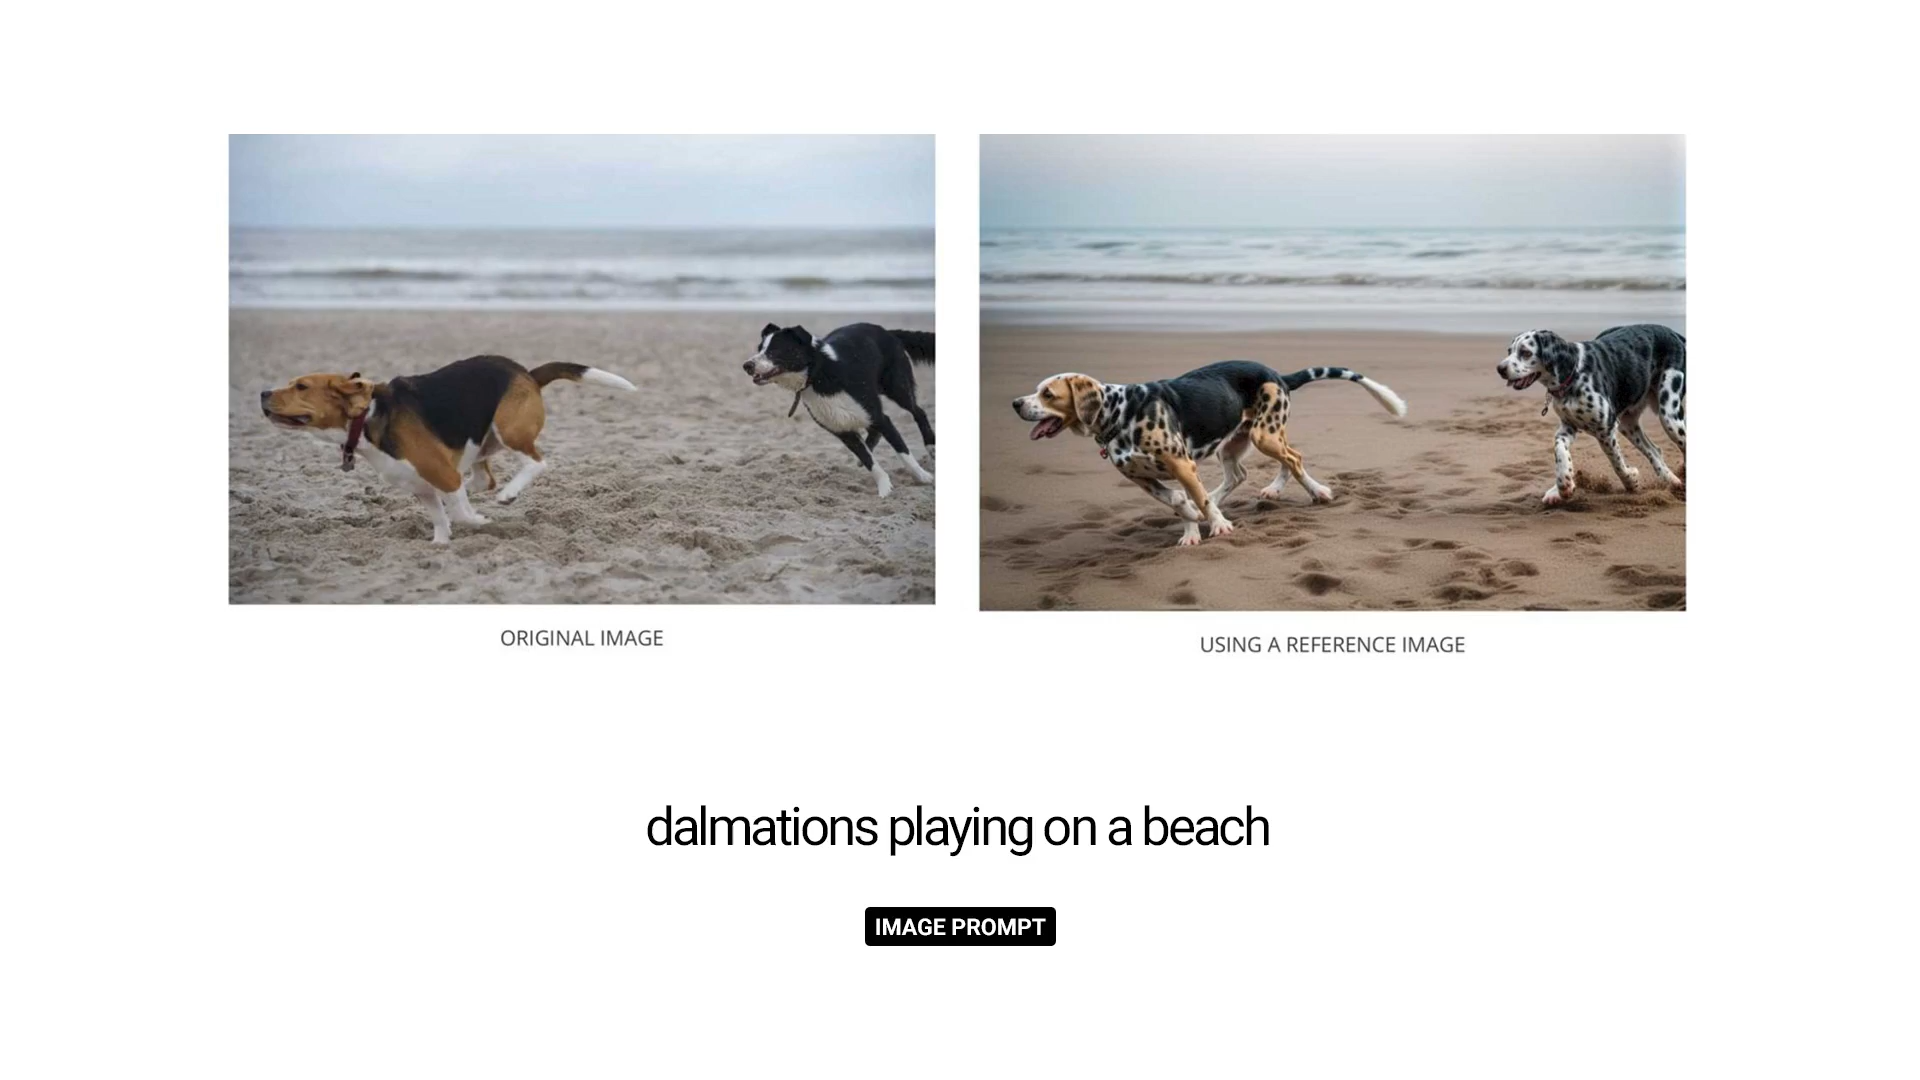 ORIGINAL IMAGE
USING A REFERENCE IMAGE
dalmations playing on a beach
IMAGE PROMPT